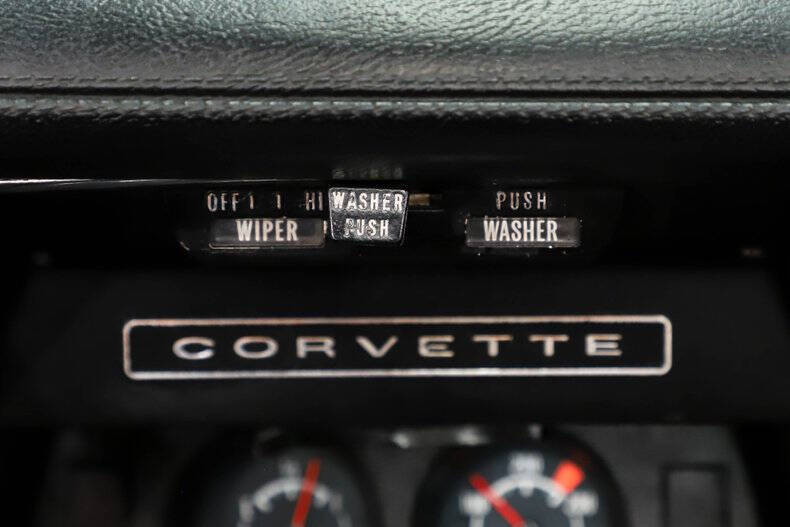 OFF HI WASHER PUSH
WIPER PUSH WASHER
CORVETTE